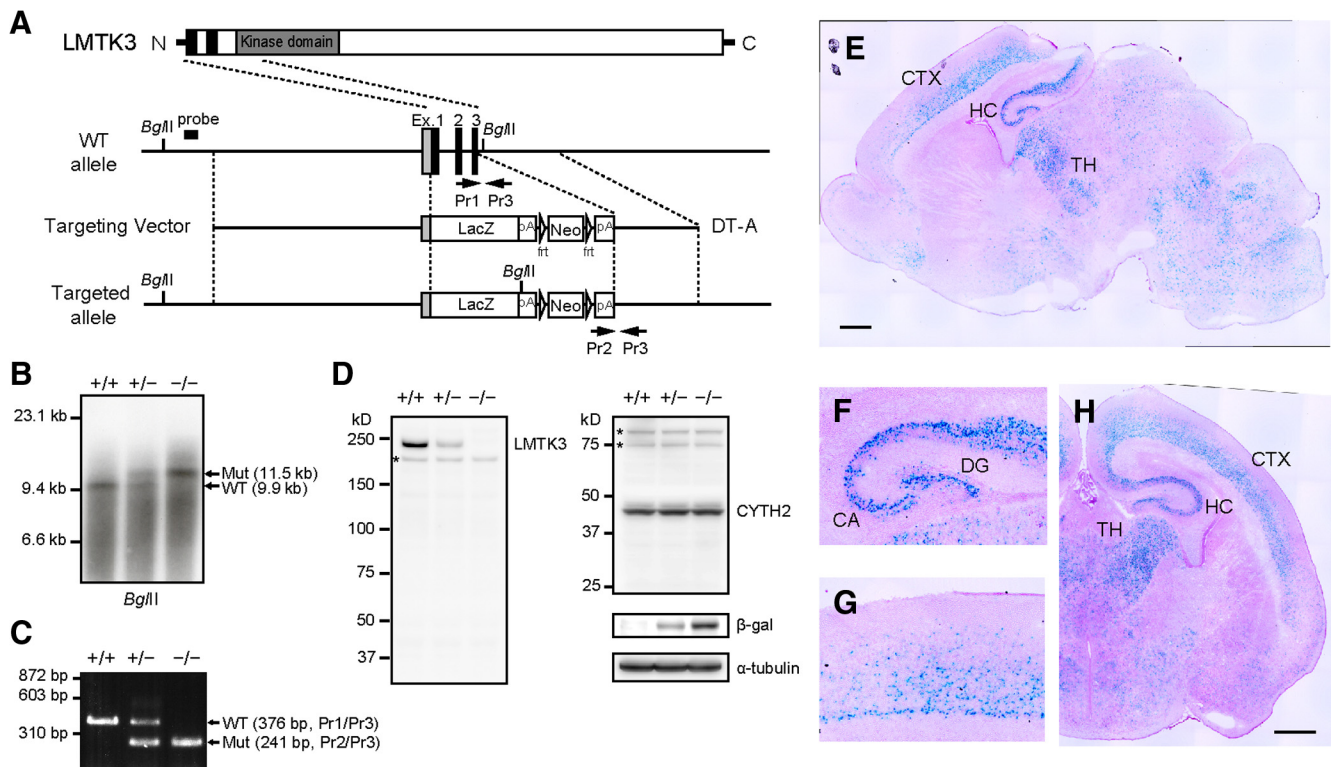 A
LMTK3 N Kinase domain C
BglII probe Ex.1 2 3 BglII
WT allele
Pr1 Pr3
Targeting Vector LacZ pA Neo pA DT-A
frt frt
BglII BglII
Targeted allele LacZ pA Neo pA
Pr2 Pr3
B
+/+ +/− −/−
23.1 kb
9.4 kb
6.6 kb
Mut (11.5 kb)
WT (9.9 kb)
BglII
C
+/+ +/− −/−
872 bp
603 bp
310 bp
WT (376 bp, Pr1/Pr3)
Mut (241 bp, Pr2/Pr3)
D
+/+ +/− −/−
kD
250
*
150
100
75
50
37
LMTK3
+/+ +/− −/−
kD
*
75 *
50
37
25
CYTH2
β-gal
α-tubulin
E
CTX
HC
TH
F
DG
CA
G
H
CTX
HC
TH